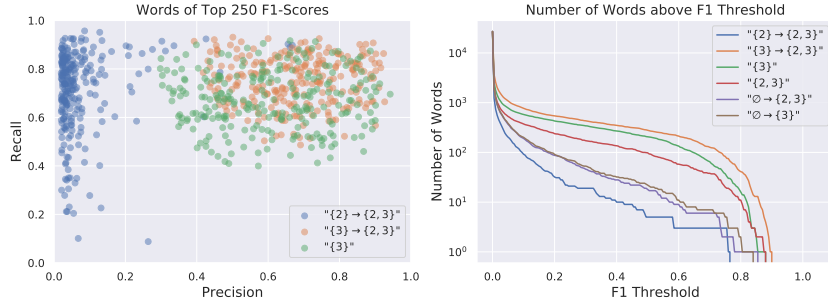 Words of Top 250 F1-Scores
Recall
1.0
0.8
0.6
0.4
0.2
0.0
0.0 0.2 0.4 0.6 0.8 1.0
Precision
"{2} → {2, 3}"
"{3} → {2, 3}"
"{3}"
Number of Words above F1 Threshold
Number of Words
10⁴
10³
10²
10¹
10⁰
0.0 0.2 0.4 0.6 0.8 1.0
F1 Threshold
"{2} → {2, 3}"
"{3} → {2, 3}"
"{3}"
"{2, 3}"
"∅ → {2, 3}"
"∅ → {3}"